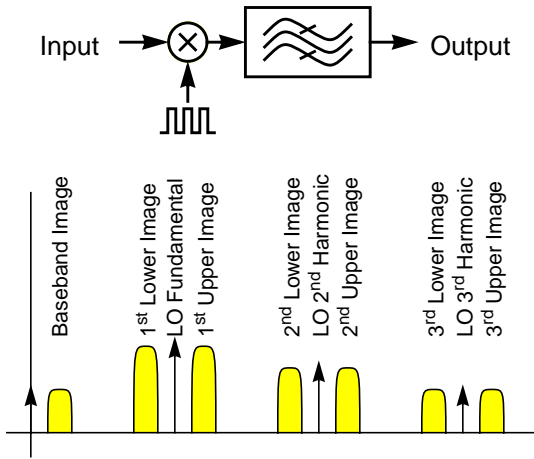 Input
Output
Baseband Image
1st Lower Image
LO Fundamental
1st Upper Image
2nd Lower Image
LO 2nd Harmonic
2nd Upper Image
3rd Lower Image
LO 3rd Harmonic
3rd Upper Image